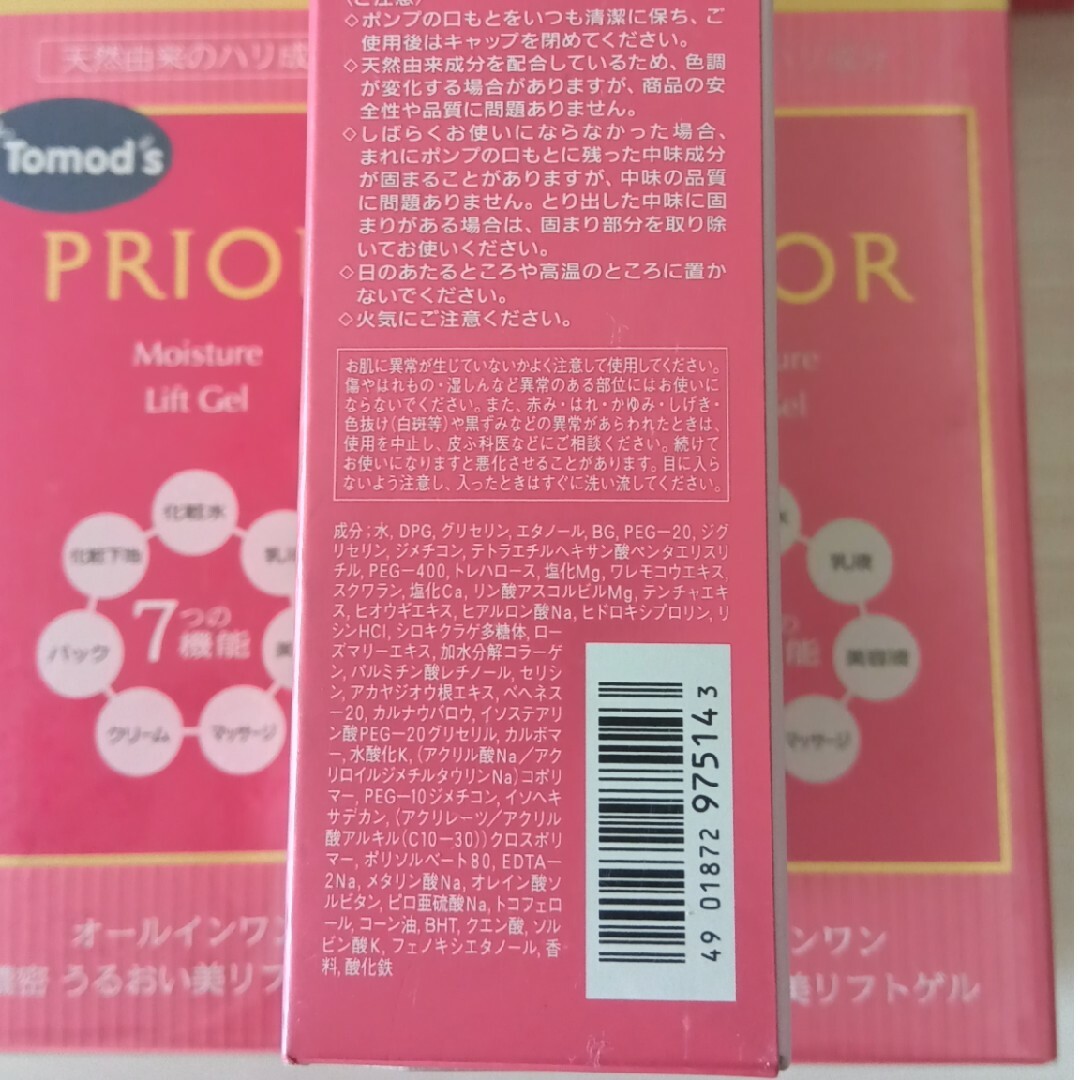 〈ご注意〉
◇ポンプの口もとをいつも清潔に保ち、ご
使用後はキャップを閉めてください。
◇天然由来成分を配合しているため、色調
が変化する場合がありますが、商品の安
全性や品質に問題ありません。
◇しばらくお使いにならなかった場合、
まれにポンプの口もとに残った中味成分
が固まることがありますが、中味の品質
に問題ありません。とり出した中味に固
まりがある場合は、固まり部分を取り除
いてお使いください。
◇日のあたるところや高温のところに置か
ないでください。
◇火気にご注意ください。
お肌に異常が生じていないかよく注意して使用してください。
傷やはれもの・湿しんなど異常のある部位にはお使いに
ならないでください。また、赤み・はれ・かゆみ・しげき・
色抜け(白斑等)や黒ずみなどの異常があらわれたときは、
使用を中止し、皮ふ科医などにご相談ください。続けて
お使いになりますと悪化させることがあります。目に入ら
ないよう注意し、入ったときはすぐに洗い流してください。
成分：水, DPG, グリセリン, エタノール, BG, PEG－20, ジグ
リセリン, ジメチコン, テトラエチルヘキサン酸ペンタエリスリ
チル, PEG－400, トレハロース, 塩化Mg, ワレモコウエキス,
スクワラン, 塩化Ca, リン酸アスコルビルMg, テンチャエキ
ス, ヒオウギエキス, ヒアルロン酸Na, ヒドロキシプロリン, リ
シンHCl, シロキクラゲ多糖体, ロー
ズマリーエキス, 加水分解コラーゲ
ン, パルミチン酸レチノール, セリシ
ン, アカヤジオウ根エキス, ベヘネス
－20, カルナウバロウ, イソステアリ
ン酸PEG－20グリセリル, カルボマ
ー, 水酸化K, (アクリル酸Na／アク
リロイルジメチルタウリンNa)コポリ
マー, PEG－10ジメチコン, イソヘキ
サデカン, (アクリレーツ／アクリル
酸アルキル(C10－30))クロスポリ
マー, ポリソルベート80, EDTA－
2Na, メタリン酸Na, オレイン酸ソ
ルビタン, ピロ亜硫酸Na, トコフェロ
ール, コーン油, BHT, クエン酸, ソル
ビン酸K, フェノキシエタノール, 香
料, 酸化鉄
49 01872 975143
天然由来のハリ成
Tomod's
PRIO
Moisture
Lift Gel
化粧水
化粧下地
乳
7つの
機能
パック
美
クリーム
マッサージ
オールインワン
密 うるおい美リフ
OR
ure
Gel
水
乳液
の
能
美容液
マッサージ
ンワン
美リフトゲル